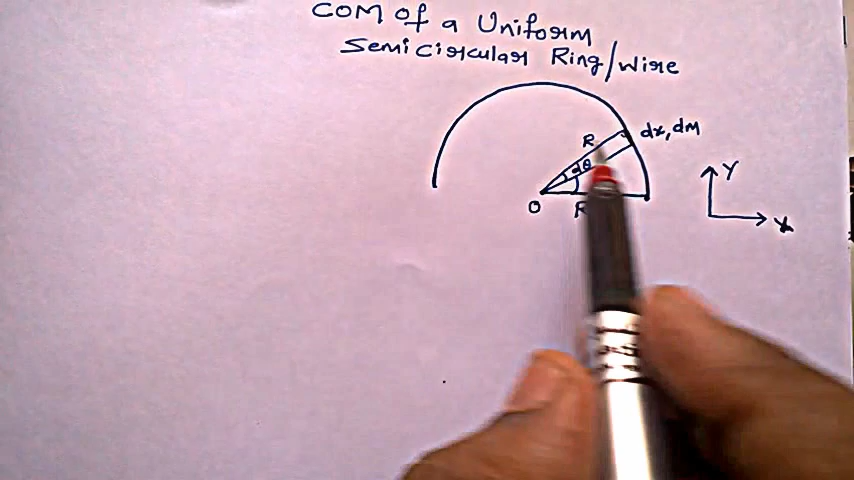 COM of a Uniform
Semicircular Ring/Wire
R
dx, dM
dθ
Y
O
R
X